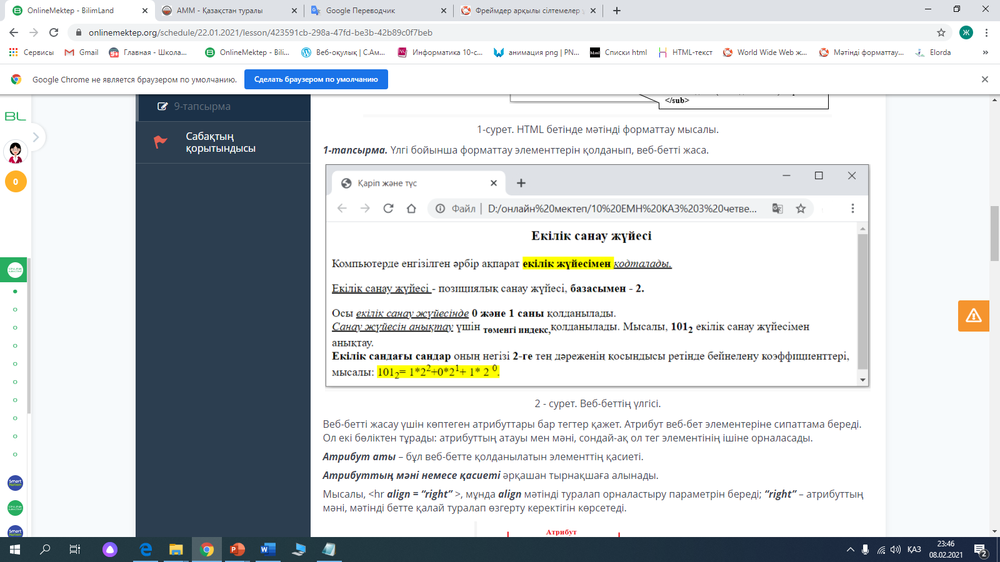 OnlineMektep - BilimLand
АММ - Қазақстан туралы
Google Переводчик
Фреймдер арқылы сілтемелер
onlinemektep.org/schedule/22.01.2021/lesson/423591cb-298a-47fd-be3b-42b89c0f7beb
Ж
Сервисы
Gmail
Главная - Школа...
OnlineMektep - Bili...
Веб-оқулық | С.Ам...
Информатика 10-с...
анимация png | PN...
Списки html
HTML-текст
World Wide Web ж...
Мәтінді форматтау...
Elorda
»
Google Chrome не является браузером по умолчанию.
Сделать браузером по умолчанию
BL
0
9-тапсырма
Сабақтың
қорытындысы
</sub>
1-сурет. HTML бетінде мәтінді форматтау мысалы.
1-тапсырма. Үлгі бойынша форматтау элементтерін қолданып, веб-бетті жаса.
Қаріп және түс
Файл | D:/онлайн%20мектеп/10%20ЕМН%20КАЗ%203%20четве...
Екілік санау жүйесі
Компьютерде енгізілген әрбір ақпарат екілік жүйесімен кодталады.
Екілік санау жүйесі - позициялық санау жүйесі, базасымен - 2.
Осы екілік санау жүйесінде 0 және 1 саны қолданылады.
Санау жүйесін анықтау үшін төменгі индекс,қолданылады. Мысалы, 101₂ екілік санау жүйесімен
анықтау.
Екілік сандағы сандар оның негізі 2-ге тең дәреженің қосындысы ретінде бейнелену коэффициенттері,
мысалы: 101₂= 1*2²+0*2¹+ 1* 2 ⁰.
2 - сурет. Веб-беттің үлгісі.
Веб-бетті жасау үшін көптеген атрибуттары бар тегтер қажет. Атрибут веб-бет элементеріне сипаттама береді.
Ол екі бөліктен тұрады: атрибуттың атауы мен мәні, сондай-ақ ол тег элементінің ішіне орналасады.
Атрибут аты – бұл веб-бетте қолданылатын элементтің қасиеті.
Атрибуттың мәні немесе қасиеті әрқашан тырнақшаға алынады.
Мысалы, <hr align = “right” >, мұнда align мәтінді туралап орналастыру параметрін береді; “right” – атрибуттың
мәні, мәтінді бетте қалай туралап өзгерту керектігін көрсетеді.
Атрибут
ҚАЗ
23:46
08.02.2021
2